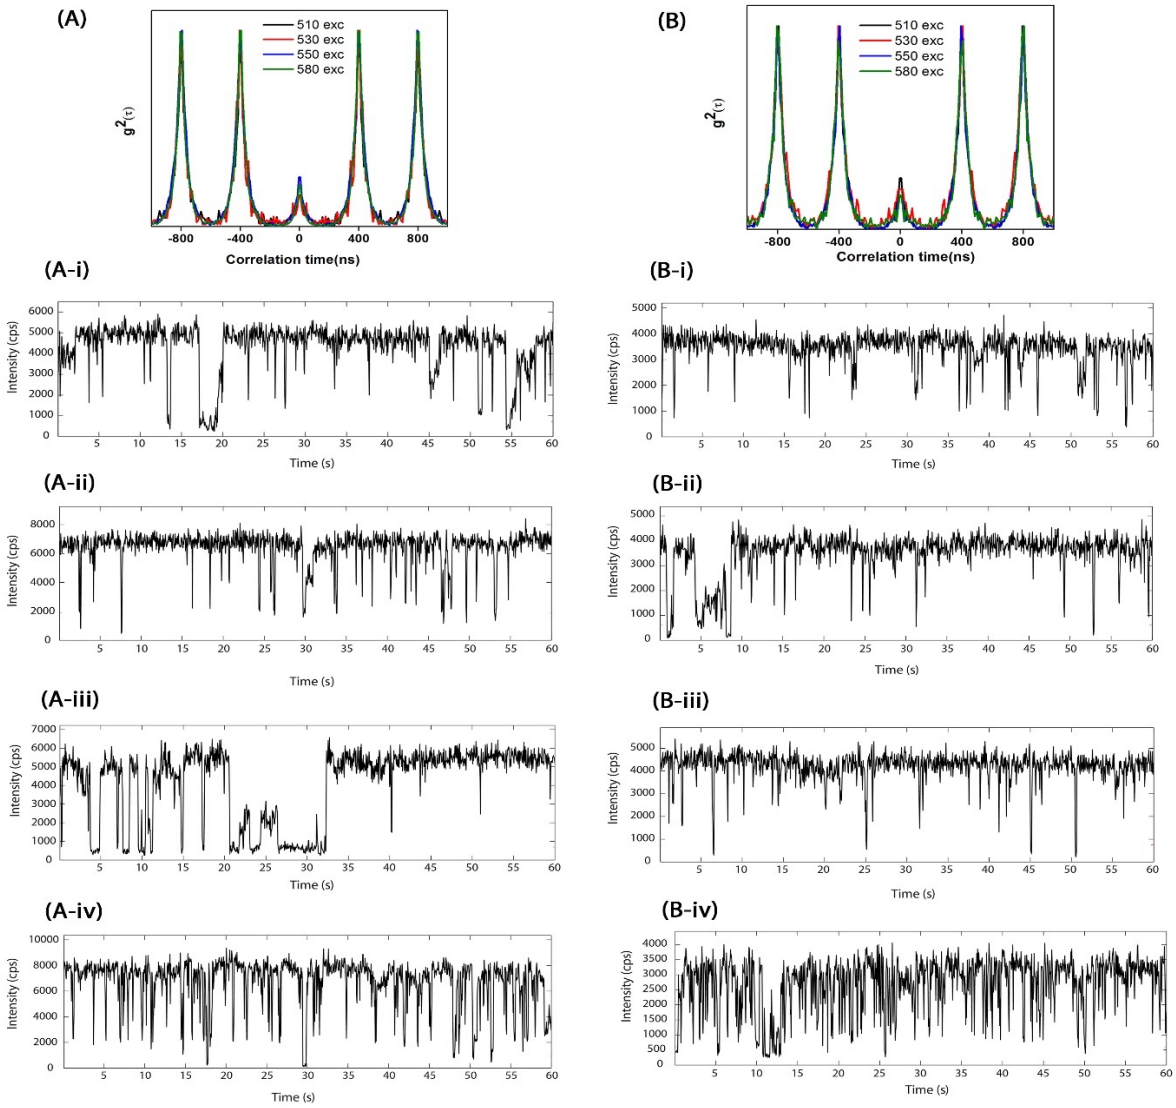 (A)
510 exc
530 exc
550 exc
580 exc
g2(τ)
-800 -400 0 400 800
Correlation time(ns)
(B)
510 exc
530 exc
550 exc
580 exc
g2(τ)
-800 -400 0 400 800
Correlation time(ns)
(A-i)
Intensity (cps)
6000
5000
4000
3000
2000
1000
0
5 10 15 20 25 30 35 40 45 50 55 60
Time (s)
(B-i)
Intensity (cps)
5000
4000
3000
2000
1000
0
5 10 15 20 25 30 35 40 45 50 55 60
Time (s)
(A-ii)
Intensity (cps)
8000
6000
4000
2000
0
5 10 15 20 25 30 35 40 45 50 55 60
Time (s)
(B-ii)
Intensity (cps)
5000
4000
3000
2000
1000
0
5 10 15 20 25 30 35 40 45 50 55 60
Time (s)
(A-iii)
Intensity (cps)
7000
6000
5000
4000
3000
2000
1000
0
5 10 15 20 25 30 35 40 45 50 55 60
Time (s)
(B-iii)
Intensity (cps)
5000
4000
3000
2000
1000
0
5 10 15 20 25 30 35 40 45 50 55 60
Time (s)
(A-iv)
Intensity (cps)
10000
8000
6000
4000
2000
0
5 10 15 20 25 30 35 40 45 50 55 60
Time (s)
(B-iv)
Intensity (cps)
4000
3500
3000
2500
2000
1500
1000
500
0
5 10 15 20 25 30 35 40 45 50 55 60
Time (s)